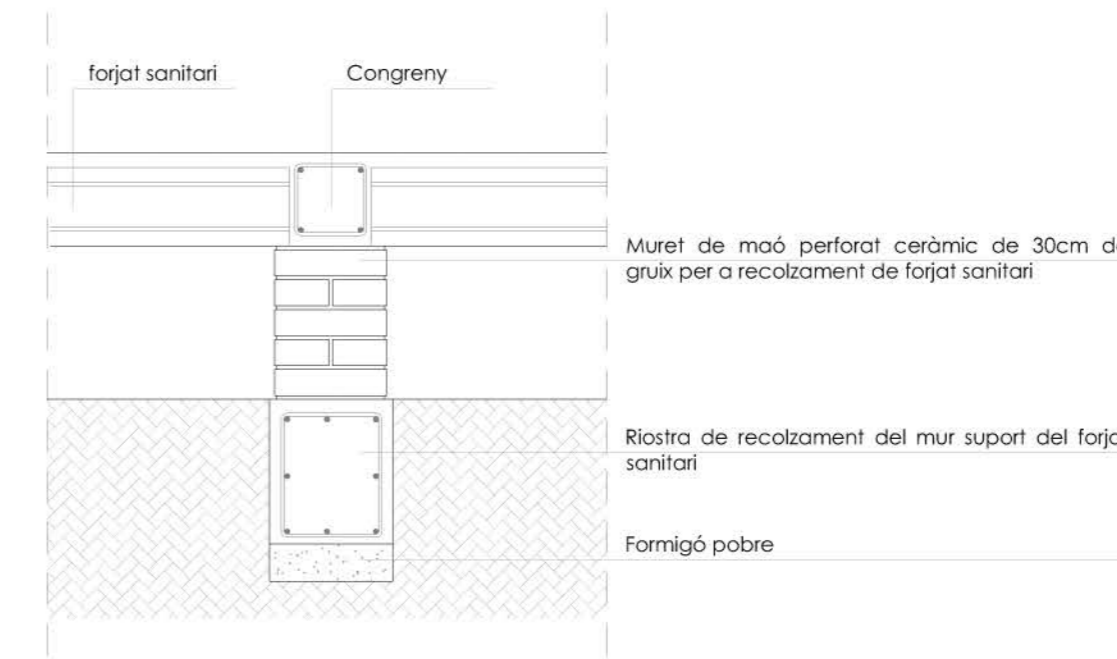 forjat sanitari
Congreny
Muret de maó perforat ceràmic de 30cm
gruix per a recolzament de forjat sanitari
Riostra de recolzament del mur suport del
sanitari
Formigó pobre